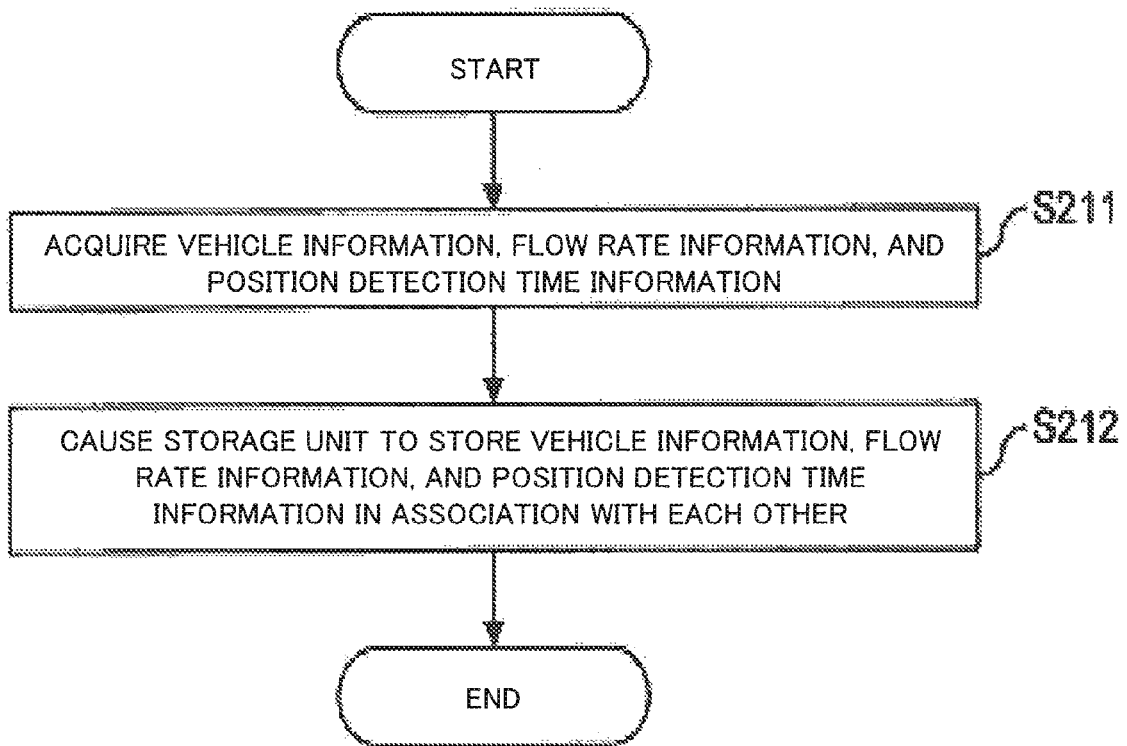 START
S211
ACQUIRE VEHICLE INFORMATION, FLOW RATE INFORMATION, AND
POSITION DETECTION TIME INFORMATION
S212
CAUSE STORAGE UNIT TO STORE VEHICLE INFORMATION, FLOW
RATE INFORMATION, AND POSITION DETECTION TIME
INFORMATION IN ASSOCIATION WITH EACH OTHER
END